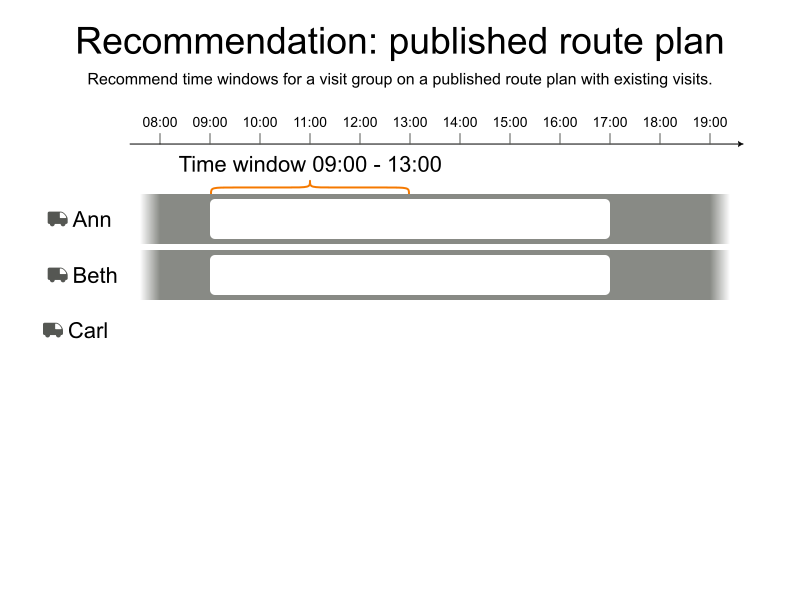 Recommendation: published route plan
Recommend time windows for a visit group on a published route plan with existing visits.
08:00 09:00 10:00 11:00 12:00 13:00 14:00 15:00 16:00 17:00 18:00 19:00
Time window 09:00 - 13:00
Ann
Beth
Carl